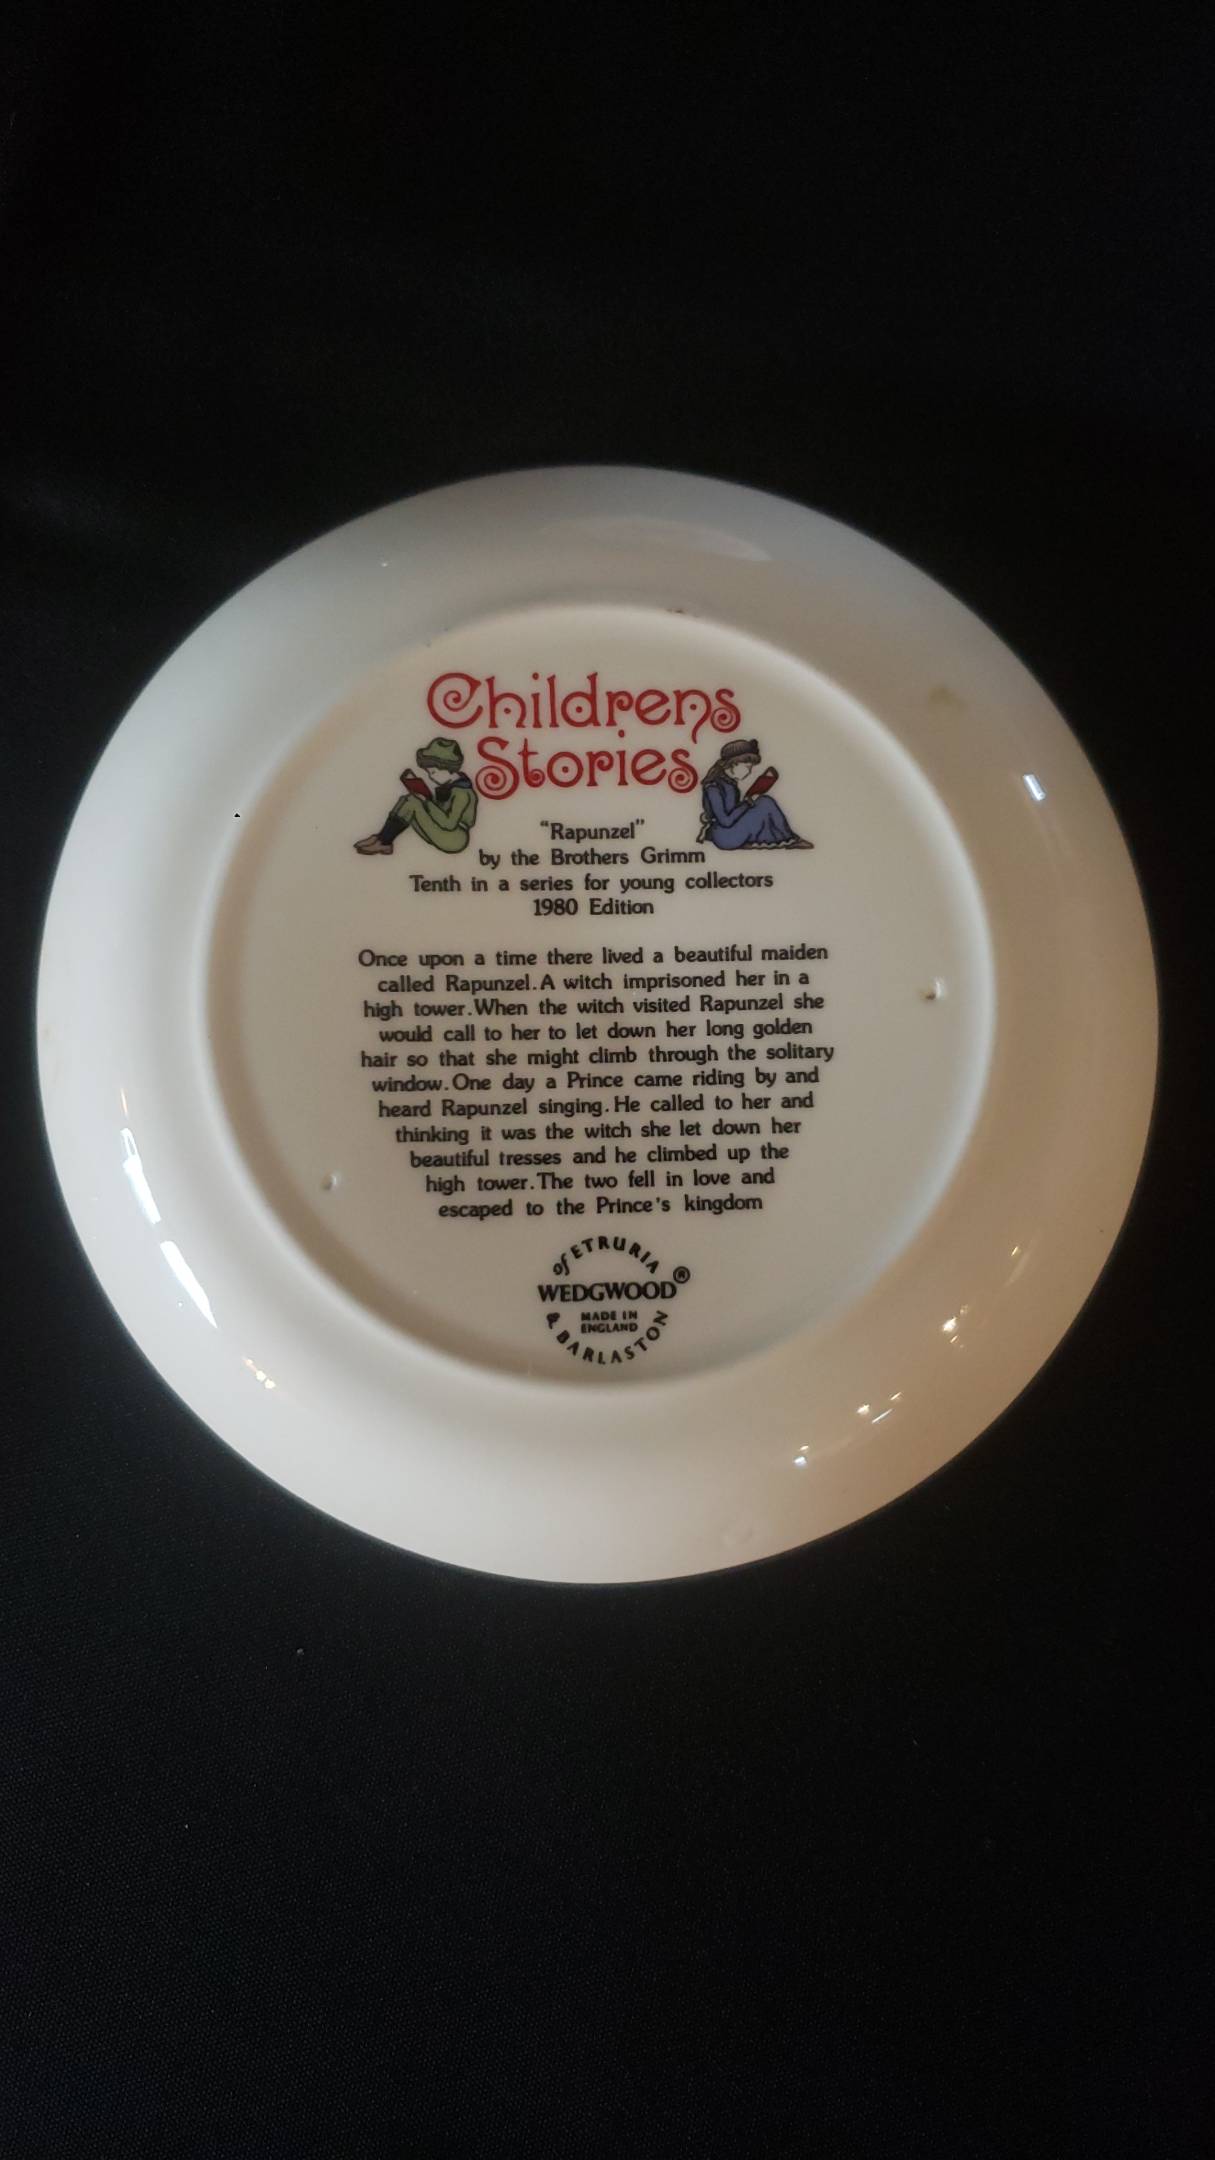 Childrens
Stories
“Rapunzel”
by the Brothers Grimm
Tenth in a series for young collectors
1980 Edition
Once upon a time there lived a beautiful maiden
called Rapunzel. A witch imprisoned her in a
high tower. When the witch visited Rapunzel she
would call to her to let down her long golden
hair so that she might climb through the solitary
window. One day a Prince came riding by and
heard Rapunzel singing. He called to her and
thinking it was the witch she let down her
beautiful tresses and he climbed up the
high tower. The two fell in love and
escaped to the Prince's kingdom
of ETRURIA
WEDGWOOD®
MADE IN
ENGLAND
& BARLASTON